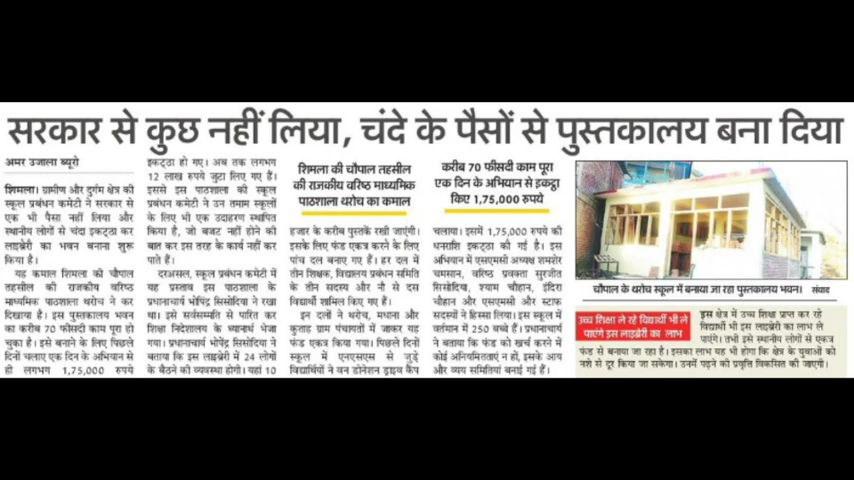 सरकार से कुछ नहीं लिया, चंदे के पैसों से पुस्तकालय बना दिया
अमर उजाला ब्यूरो
शिमला। ग्रामीण और दुर्गम क्षेत्र की
स्कूल प्रबंधन कमेटी ने सरकार से
एक भी पैसा नहीं लिया और
स्थानीय लोगों से चंदा इकट्ठा कर
लाइब्रेरी का भवन बनाना शुरू
किया है।
यह कमाल शिमला की चौपाल
तहसील की राजकीय वरिष्ठ
माध्यमिक पाठशाला थरोच ने कर
दिखाया है। इस पुस्तकालय भवन
का करीब 70 फीसदी काम पूरा हो
चुका है। इसे बनाने के लिए पिछले
दिनों चलाए एक दिन के अभियान से
ही लगभग 1,75,000 रुपये
इकट्ठा हो गए। अब तक लगभग
12 लाख रुपये जुटा लिए गए हैं।
इससे इस पाठशाला की स्कूल
प्रबंधन कमेटी ने उन तमाम स्कूलों
के लिए भी एक उदाहरण स्थापित
किया है, जो बजट नहीं होने की
बात कर इस तरह के कार्य नहीं कर
पाते हैं।
दरअसल, स्कूल प्रबंधन कमेटी में
यह प्रस्ताव इस पाठशाला के
प्रधानाचार्य भोपिंद्र सिसोदिया ने रखा
था। इसे सर्वसम्मति से पारित कर
शिक्षा निदेशालय के ध्यानार्थ भेजा
गया। प्रधानाचार्य भोपेंद्र सिसोदिया ने
बताया कि इस लाइब्रेरी में 24 लोगों
के बैठने की व्यवस्था होगी। यहां 10
शिमला की चौपाल तहसील
की राजकीय वरिष्ठ माध्यमिक
पाठशाला थरोच का कमाल
हजार के करीब पुस्तकें रखी जाएंगी।
इसके लिए फंड एकत्र करने के लिए
पांच दल बनाए गए हैं। हर दल में
तीन शिक्षक, विद्यालय प्रबंधन समिति
के तीन सदस्य और नौ से दस
विद्यार्थी शामिल किए गए हैं।
इन दलों ने थरोच, मधाना और
कुताह ग्राम पंचायतों में जाकर यह
फंड एकत्र किया गया। पिछले दिनों
स्कूल में एनएसएस से जुड़े
विद्यार्थियों ने वन डोनेशन ड्राइव कैंप
करीब 70 फीसदी काम पूरा
एक दिन के अभियान से इकट्ठा
किए 1,75,000 रुपये
चलाया। इसमें 1,75,000 रुपये की
धनराशि इकट्ठा की गई है। इस
अभियान में एसएमसी अध्यक्ष शमशेर
चमसान, वरिष्ठ प्रवक्ता सुरजीत
सिसोदिया, श्याम चौहान, इंदिरा
चौहान और एसएमसी और स्टाफ
सदस्यों ने हिस्सा लिया। इस स्कूल में
वर्तमान में 250 बच्चे हैं। प्रधानाचार्य
ने बताया कि फंड को खर्च करने में
कोई अनियमितताएं न हों, इसके आय
और व्यय समितियां बनाई गई हैं।
चौपाल के थरोच स्कूल में बनाया जा रहा पुस्तकालय भवन। संवाद
उच्च शिक्षा ले रहे विद्यार्थी भी ले
पाएंगे इस लाइब्रेरी का लाभ
इस क्षेत्र में उच्च शिक्षा प्राप्त कर रहे
विद्यार्थी भी इस लाइब्रेरी का लाभ ले
पाएंगे। तभी इसे स्थानीय लोगों से एकत्र
फंड से बनाया जा रहा है। इसका लाभ यह भी होगा कि क्षेत्र के युवाओं को
नशे से दूर किया जा सकेगा। उनमें पढ़ने की प्रवृत्ति विकसित की जाएगी।